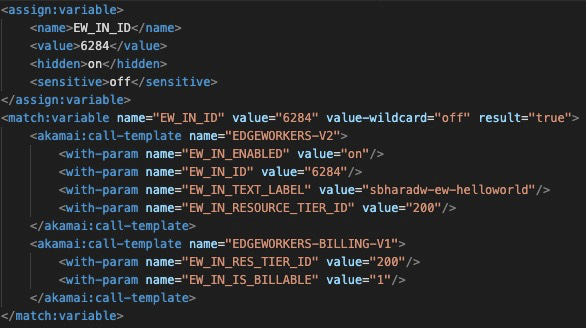 <assign:variable>
    <name>EW_IN_ID</name>
    <value>6284</value>
    <hidden>on</hidden>
    <sensitive>off</sensitive>
</assign:variable>
<match:variable name="EW_IN_ID" value="6284" value-wildcard="off" result="true">
    <akamai:call-template name="EDGEWORKERS-V2">
        <with-param name="EW_IN_ENABLED" value="on"/>
        <with-param name="EW_IN_ID" value="6284"/>
        <with-param name="EW_IN_TEXT_LABEL" value="sbharadw-ew-helloworld"/>
        <with-param name="EW_IN_RESOURCE_TIER_ID" value="200"/>
    </akamai:call-template>
    <akamai:call-template name="EDGEWORKERS-BILLING-V1">
        <with-param name="EW_IN_RES_TIER_ID" value="200"/>
        <with-param name="EW_IN_IS_BILLABLE" value="1"/>
    </akamai:call-template>
</match:variable>